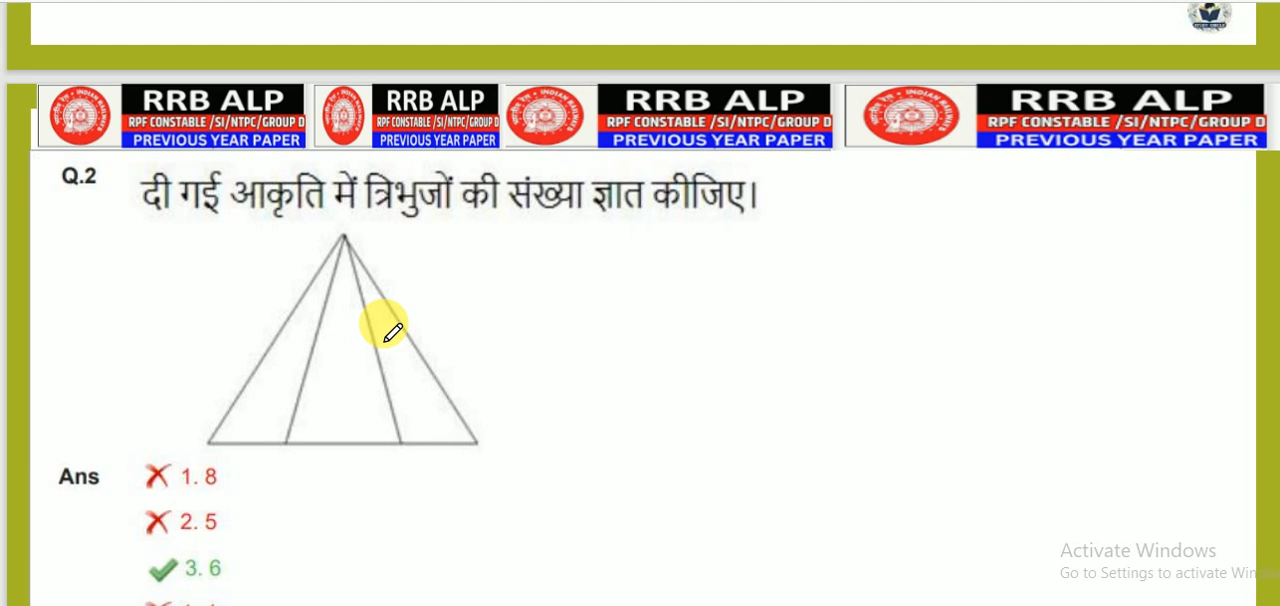 RRB ALP
RPF CONSTABLE /SI/NTPC/GROUP D
PREVIOUS YEAR PAPER
RRB ALP
RPF CONSTABLE /SI/NTPC/GROUP D
PREVIOUS YEAR PAPER
RRB ALP
RPF CONSTABLE /SI/NTPC/GROUP D
PREVIOUS YEAR PAPER
RRB ALP
RPF CONSTABLE /SI/NTPC/GROUP D
PREVIOUS YEAR PAPER
Q.2 दी गई आकृति में त्रिभुजों की संख्या ज्ञात कीजिए।
Ans 1. 8
2. 5
3. 6
Activate Windows
Go to Settings to activate